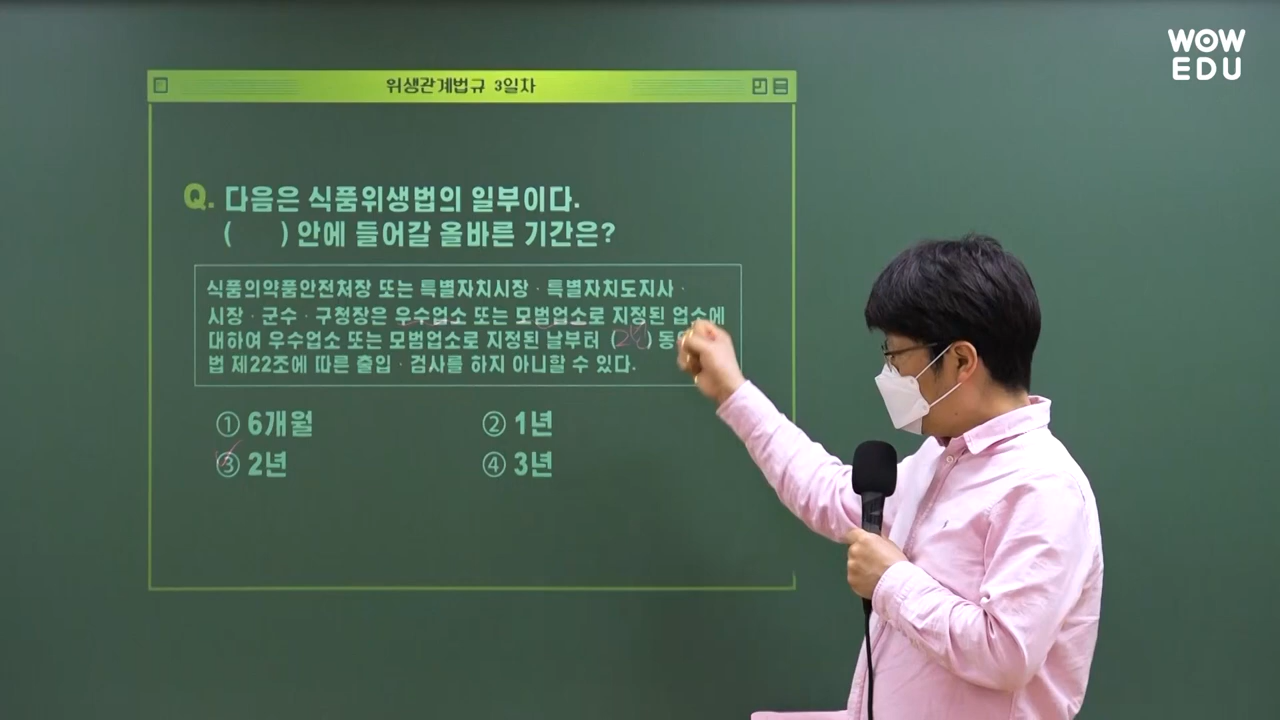 WOW
EDU
위생관계법규 3일차
Q. 다음은 식품위생법의 일부이다.
( ) 안에 들어갈 올바른 기간은?
식품의약품안전처장 또는 특별자치시장 · 특별자치도지사 ·
시장 · 군수 · 구청장은 우수업소 또는 모범업소로 지정된 업소에
대하여 우수업소 또는 모범업소로 지정된 날부터 (2년) 동안
법 제22조에 따른 출입 · 검사를 하지 아니할 수 있다.
① 6개월 ② 1년
③ 2년 ④ 3년